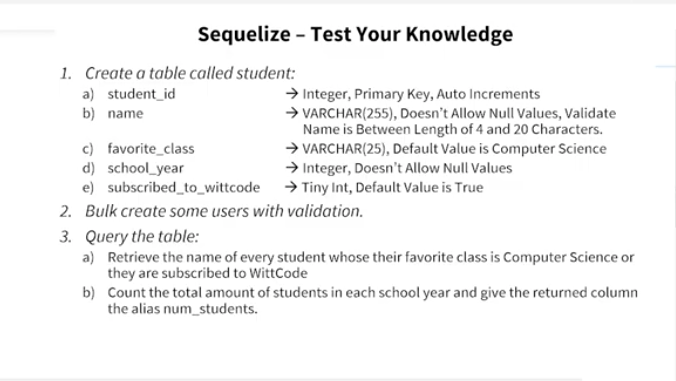 Sequelize – Test Your Knowledge
1. Create a table called student:
a) student_id → Integer, Primary Key, Auto Increments
b) name → VARCHAR(255), Doesn't Allow Null Values, Validate
Name is Between Length of 4 and 20 Characters.
c) favorite_class → VARCHAR(25), Default Value is Computer Science
d) school_year → Integer, Doesn't Allow Null Values
e) subscribed_to_wittcode → Tiny Int, Default Value is True
2. Bulk create some users with validation.
3. Query the table:
a) Retrieve the name of every student whose their favorite class is Computer Science or
they are subscribed to WittCode
b) Count the total amount of students in each school year and give the returned column
the alias num_students.